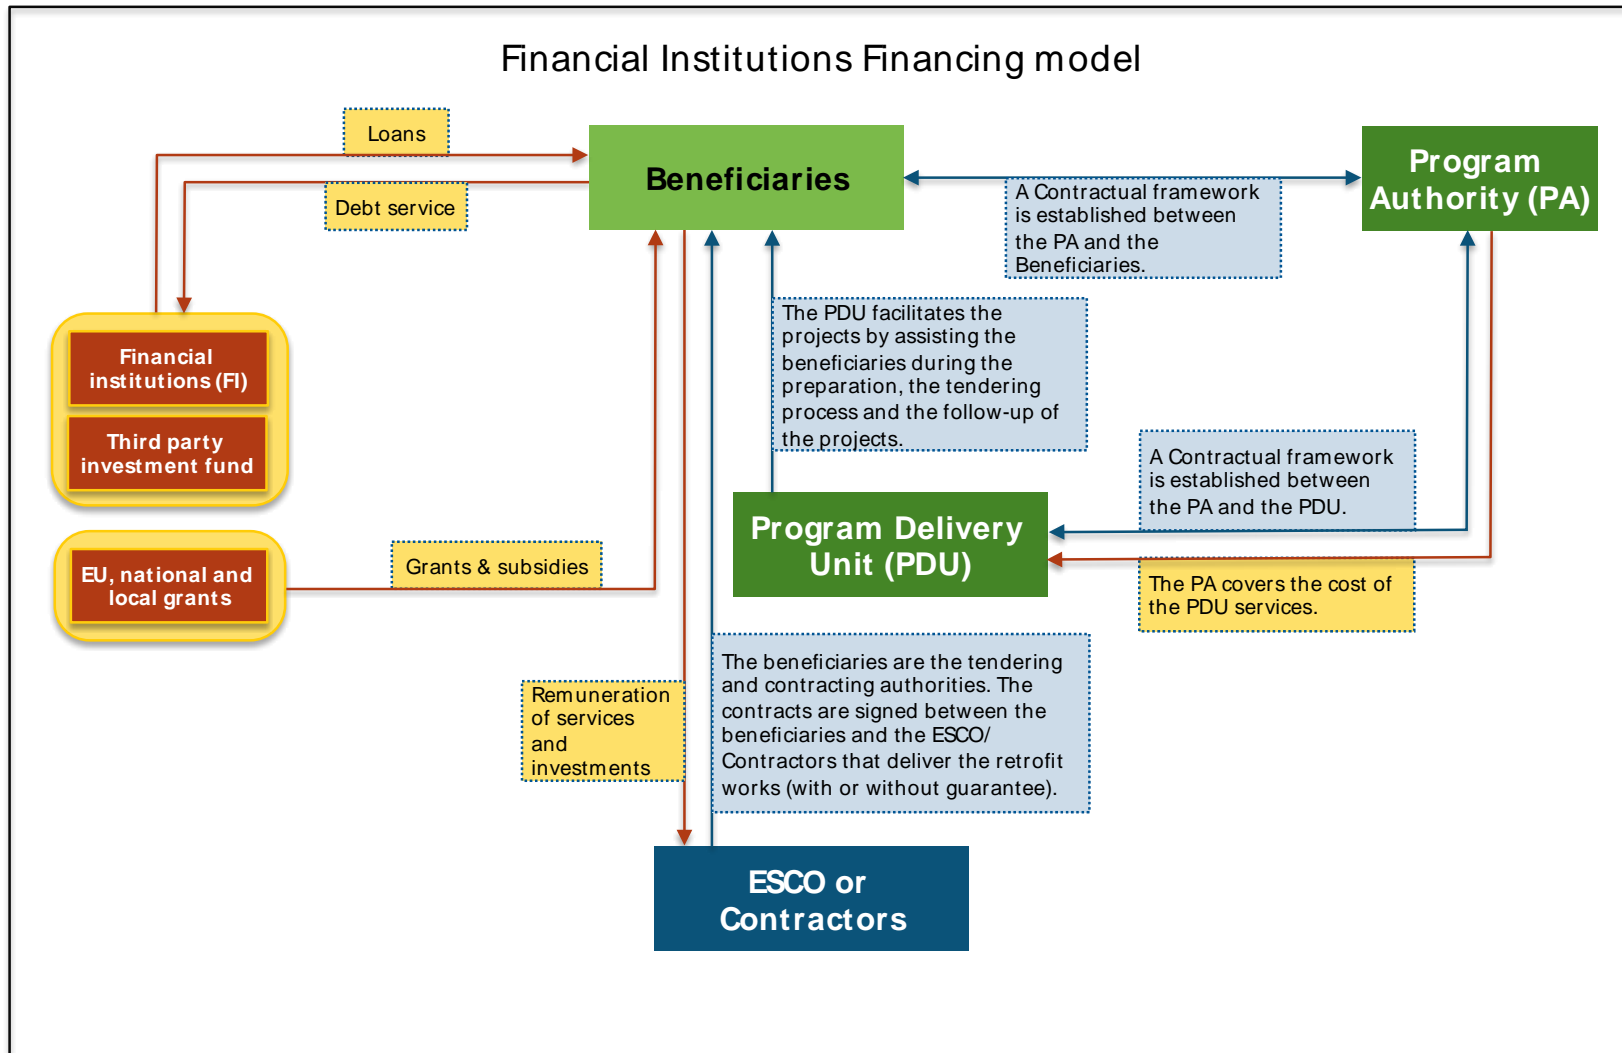 Financial Institutions Financing model
Loans
Debt service
Beneficiaries
Program
Authority (PA)
A Contractual framework
is established between
the PA and the
Beneficiaries.
The PDU facilitates the
projects by assisting the
beneficiaries during the
preparation, the tendering
process and the follow-up of
the projects.
Financial
institutions (FI)
Third party
investment fund
A Contractual framework
is established between
the PA and the PDU.
Program Delivery
Unit (PDU)
EU, national and
local grants
Grants & subsidies
The PA covers the cost of
the PDU services.
Remuneration
of services
and
investments
The beneficiaries are the tendering
and contracting authorities. The
contracts are signed between the
beneficiaries and the ESCO/
Contractors that deliver the retrofit
works (with or without guarantee).
ESCO or
Contractors